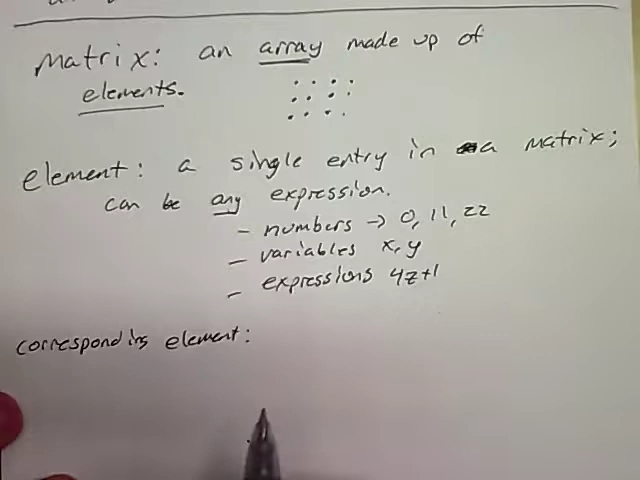 Matrix: an array made up of
elements.
element: a single entry in a matrix;
can be any expression.
- numbers → 0, 11, 22
- variables x, y
- expressions 4z+1
corresponding element: